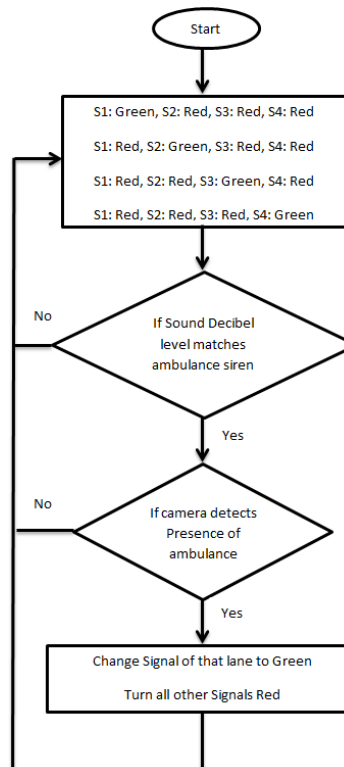 Start
S1: Green, S2: Red, S3: Red, S4: Red
S1: Red, S2: Green, S3: Red, S4: Red
S1: Red, S2: Red, S3: Green, S4: Red
S1: Red, S2: Red, S3: Red, S4: Green
No
If Sound Decibel
level matches
ambulance siren
Yes
No
If camera detects
Presence of
ambulance
Yes
Change Signal of that lane to Green
Turn all other Signals Red